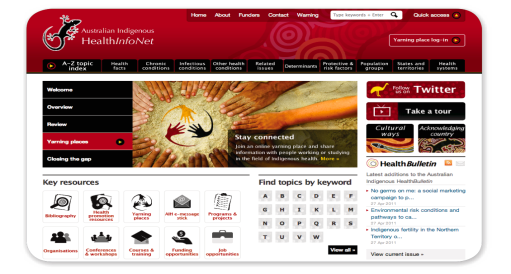 Home About Funders Contact Warning
Type keywords + Enter
Quick access
Australian Indigenous
HealthInfoNet
Yarning place log-in
A-Z topic index
Health facts
Chronic conditions
Infectious conditions
Other health conditions
Related issues
Determinants
Protective & risk factors
Population groups
States and territories
Health systems
Welcome
Overview
Review
Yarning places
Closing the gap
Stay connected
Join an online yarning place and share
information with people working or studying
in the field of Indigenous health. More »
Follow us on Twitter
Take a tour
Cultural ways
Acknowledging country
HealthBulletin
Latest additions to the Australian
Indigenous HealthBulletin
No germs on me: a social marketing
campaign to p...
27 Apr 2011
Environmental risk conditions and
pathways to ca...
27 Apr 2011
Indigenous fertility in the Northern
Territory o...
27 Apr 2011
View current issue »
Key resources
Bibliography
Health promotion resources
Yarning places
ATF e-message stick
Programs & projects
Organisations
Conferences & workshops
Courses & training
Funding opportunities
Job opportunities
Find topics by keyword
A B C D E F
G H I K L M
N O P Q R S
T U V W
View all »